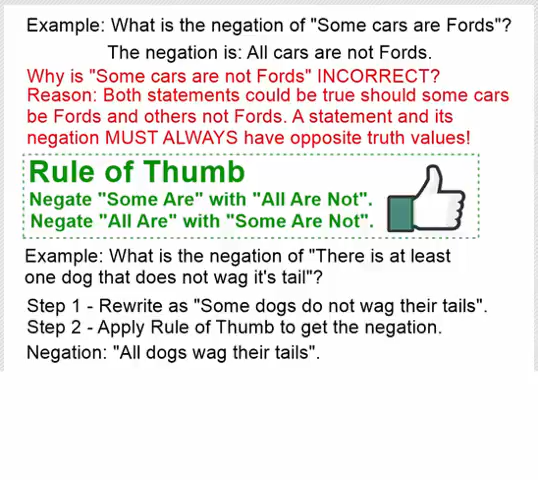 Example: What is the negation of "Some cars are Fords"?
The negation is: All cars are not Fords.
Why is "Some cars are not Fords" INCORRECT?
Reason: Both statements could be true should some cars
be Fords and others not Fords. A statement and its
negation MUST ALWAYS have opposite truth values!
Rule of Thumb
Negate "Some Are" with "All Are Not".
Negate "All Are" with "Some Are Not".
Example: What is the negation of "There is at least
one dog that does not wag it's tail"?
Step 1 - Rewrite as "Some dogs do not wag their tails".
Step 2 - Apply Rule of Thumb to get the negation.
Negation: "All dogs wag their tails".